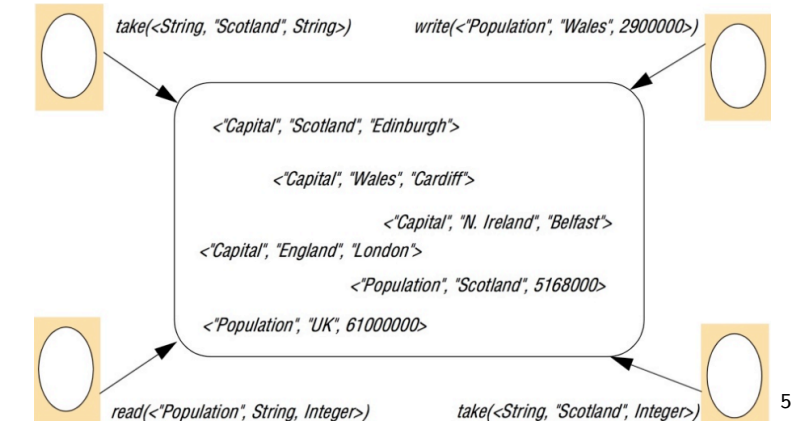 take(<String, "Scotland", String>)
write(<"Population", "Wales", 2900000>)
<"Capital", "Scotland", "Edinburgh">
<"Capital", "Wales", "Cardiff">
<"Capital", "N. Ireland", "Belfast">
<"Capital", "England", "London">
<"Population", "Scotland", 5168000>
<"Population", "UK", 61000000>
read(<"Population", String, Integer>)
take(<String, "Scotland", Integer>)
5